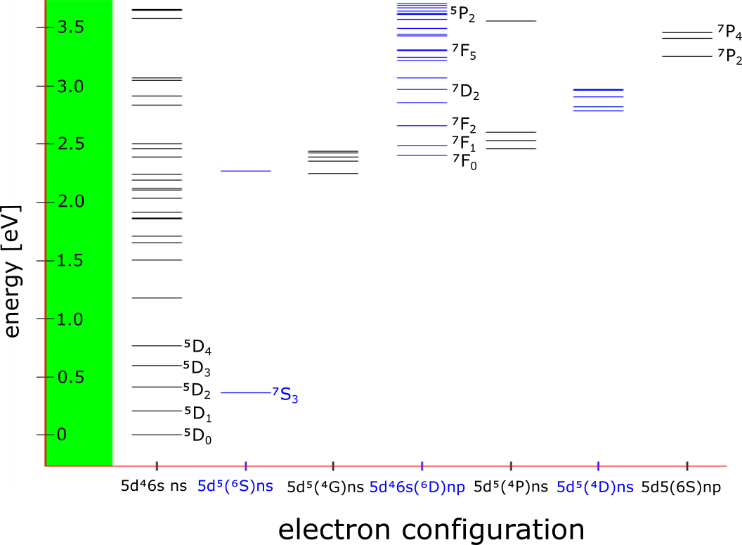 3.5
3.0
2.5
2.0
1.5
1.0
0.5
0
energy [eV]
⁵D₄
⁵D₃
⁵D₂
⁵D₁
⁵D₀
⁷S₃
⁵P₂
⁷F₅
⁷D₂
⁷F₂
⁷F₁
⁷F₀
⁷P₄
⁷P₂
5d⁴6s ns
5d⁵(⁶S)ns
5d⁵(⁴G)ns
5d⁴6s(⁶D)np
5d⁵(⁴P)ns
5d⁵(⁴D)ns
5d5(6S)np
electron configuration